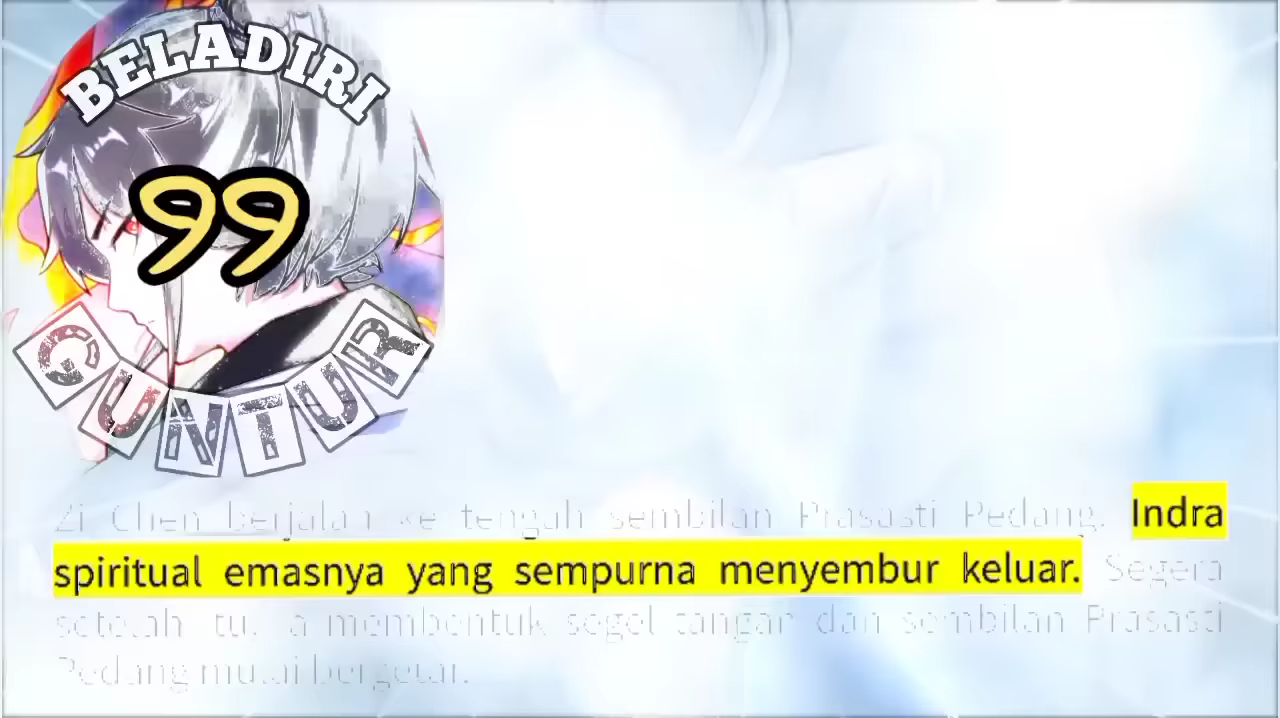 BELADIRI
99
GUNTUR
Zi Chen berjalan ke tengah sembilan Prasasti Pedang. Indra
spiritual emasnya yang sempurna menyembur keluar. Segera
setelah itu, ia membentuk segel tangan dan sembilan Prasasti
Pedang mulai bergetar.